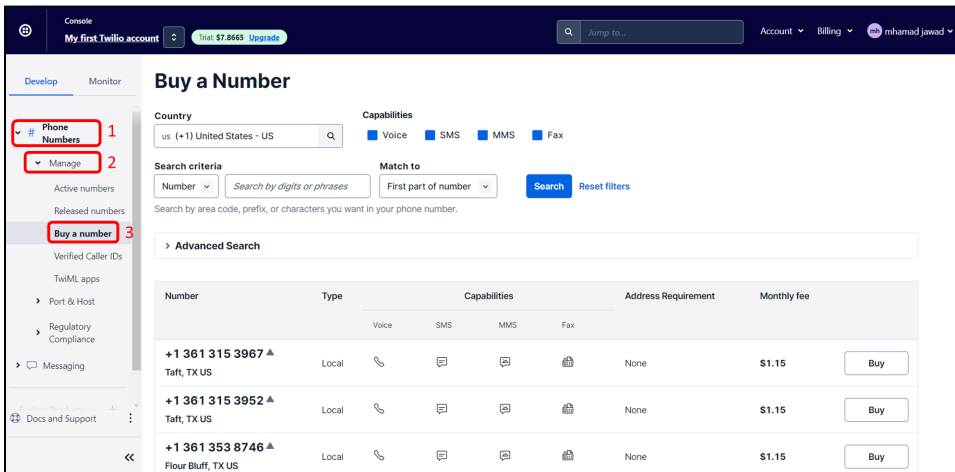 Console
My first Twilio account
Trial: $7.8665 Upgrade
Jump to...
Account
Billing
mh mhamad jawad
Develop Monitor
# Phone Numbers 1
Manage 2
Active numbers
Released numbers
Buy a number 3
Verified Caller IDs
TwiML apps
Port & Host
Regulatory
Compliance
Messaging
Docs and Support
Buy a Number
Country
US (+1) United States - US
Capabilities
Voice SMS MMS Fax
Search criteria Match to
Number Search by digits or phrases First part of number Search Reset filters
Search by area code, prefix, or characters you want in your phone number.
Advanced Search
Number Type Capabilities Address Requirement Monthly fee
Voice SMS MMS Fax
+1 361 315 3967
Taft, TX US
Local None $1.15 Buy
+1 361 315 3952
Taft, TX US
Local None $1.15 Buy
+1 361 353 8746
Flour Bluff, TX US
Local None $1.15 Buy